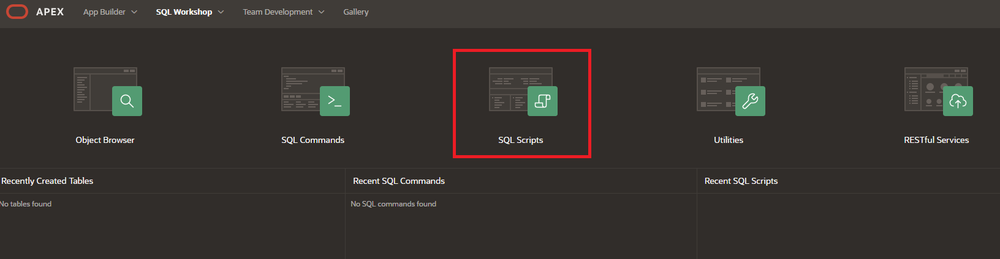 APEX App Builder SQL Workshop Team Development Gallery
Object Browser SQL Commands SQL Scripts Utilities RESTful Services
Recently Created Tables Recent SQL Commands Recent SQL Scripts
No tables found No SQL commands found